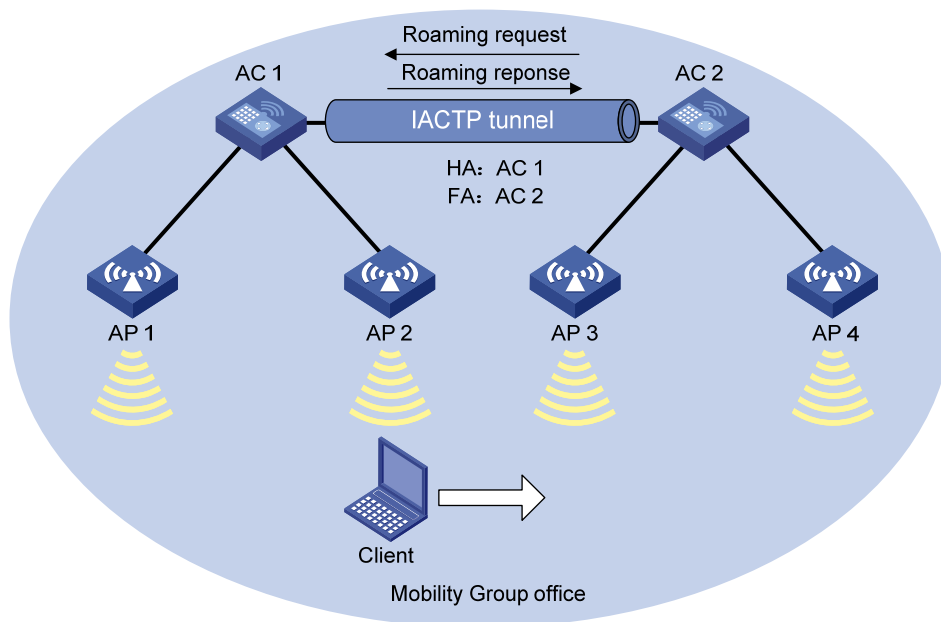 Roaming request
AC 1
Roaming reponse
AC 2
IACTP tunnel
HA：AC 1
FA：AC 2
AP 1
AP 2
AP 3
AP 4
Client
Mobility Group office